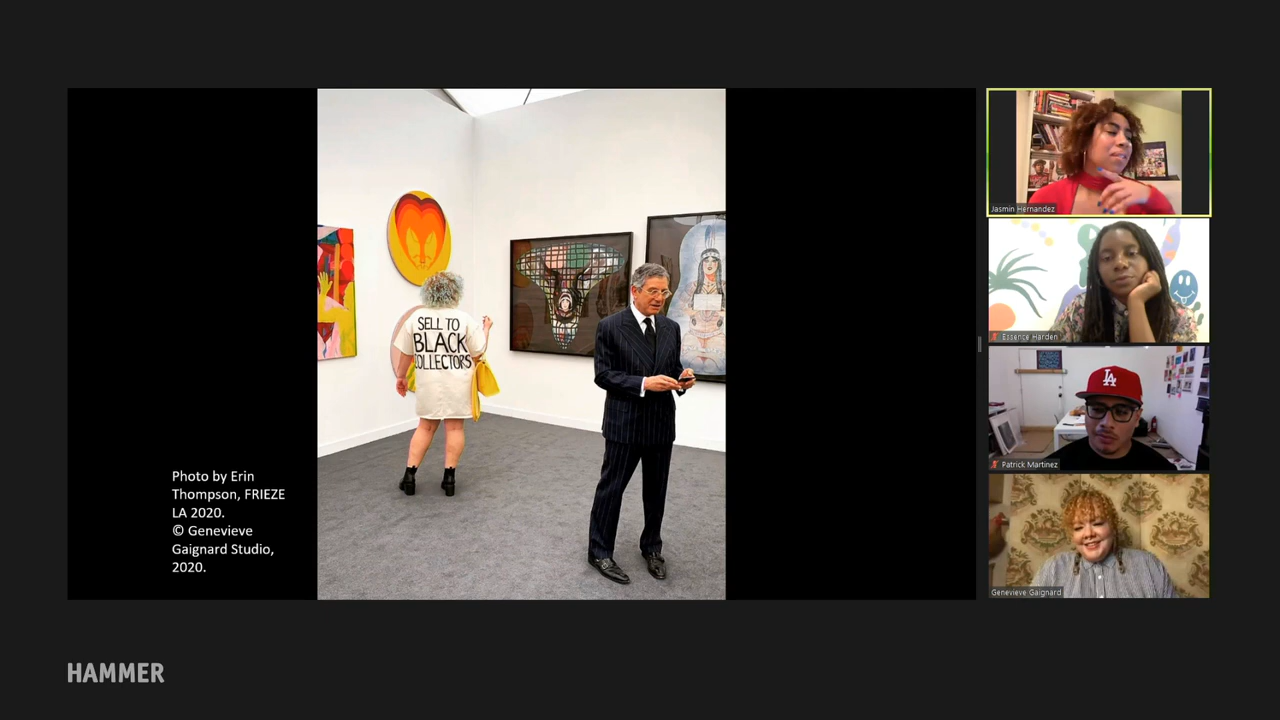 SELL TO
BLACK
COLLECTORS
Photo by Erin
Thompson, FRIEZE
LA 2020.
© Genevieve
Gaignard Studio,
2020.
Jasmin Hernandez
Essence Harden
LA
Patrick Martinez
Genevieve Gaignard
HAMMER